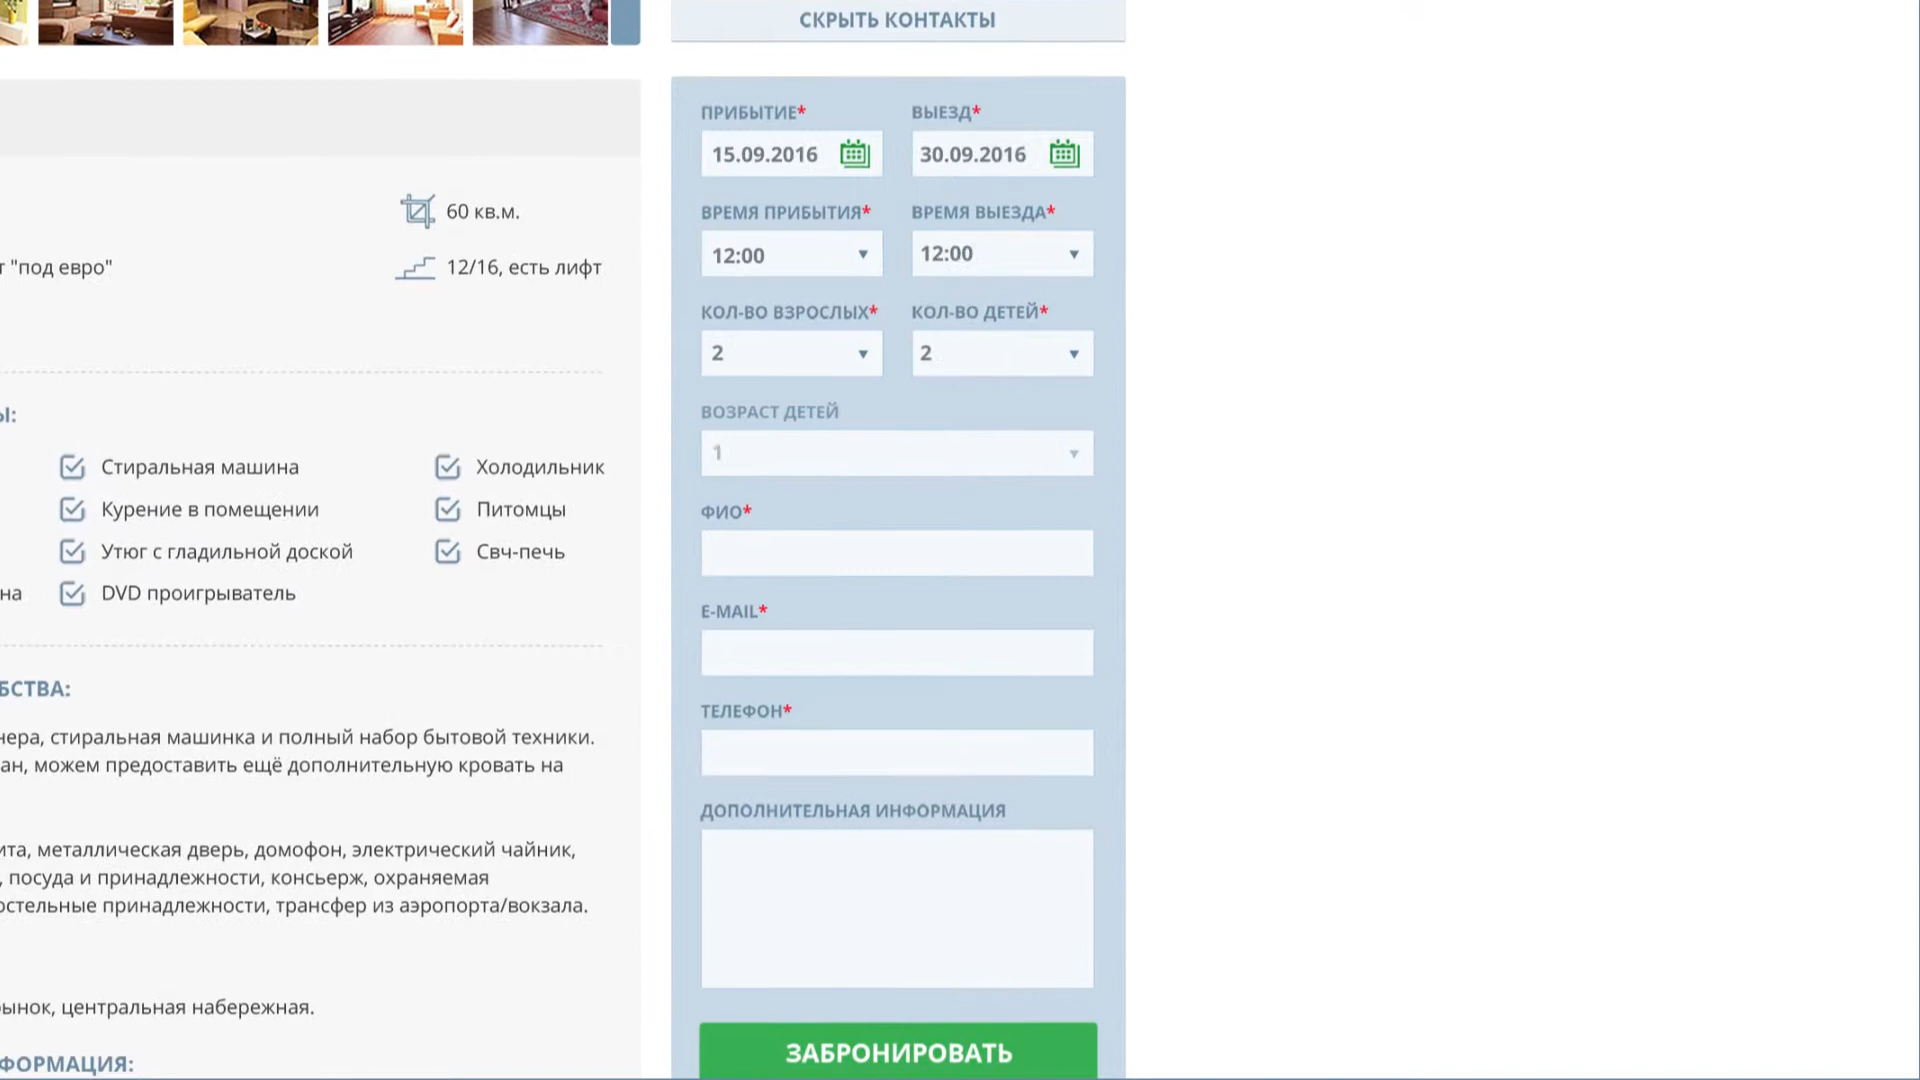 СКРЫТЬ КОНТАКТЫ
60 кв.м.
т "под евро"
12/16, есть лифт
Ы:
Стиральная машина
Холодильник
Курение в помещении
Питомцы
Утюг с гладильной доской
Свч-печь
на
DVD проигрыватель
БСТВА:
нера, стиральная машинка и полный набор бытовой техники.
ан, можем предоставить ещё дополнительную кровать на
ита, металлическая дверь, домофон, электрический чайник,
, посуда и принадлежности, консьерж, охраняемая
остельные принадлежности, трансфер из аэропорта/вокзала.
рынок, центральная набережная.
ФОРМАЦИЯ:
ПРИБЫТИЕ*
ВЫЕЗД*
15.09.2016
30.09.2016
ВРЕМЯ ПРИБЫТИЯ*
ВРЕМЯ ВЫЕЗДА*
12:00
12:00
КОЛ-ВО ВЗРОСЛЫХ*
КОЛ-ВО ДЕТЕЙ*
2
2
ВОЗРАСТ ДЕТЕЙ
1
ФИО*
E-MAIL*
ТЕЛЕФОН*
ДОПОЛНИТЕЛЬНАЯ ИНФОРМАЦИЯ
ЗАБРОНИРОВАТЬ